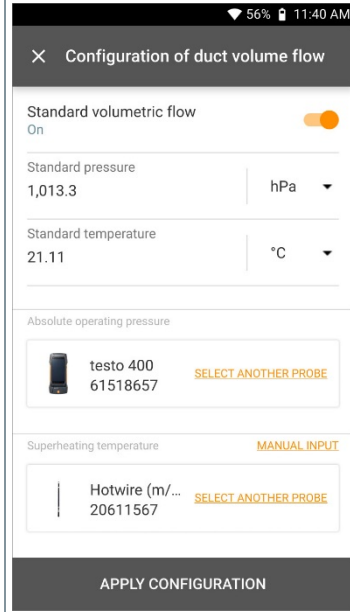 56% 11:40 AM
Configuration of duct volume flow
Standard volumetric flow
On
Standard pressure
1,013.3 hPa
Standard temperature
21.11 °C
Absolute operating pressure
testo 400
61518657 SELECT ANOTHER PROBE
Superheating temperature MANUAL INPUT
Hotwire (m/...
20611567 SELECT ANOTHER PROBE
APPLY CONFIGURATION